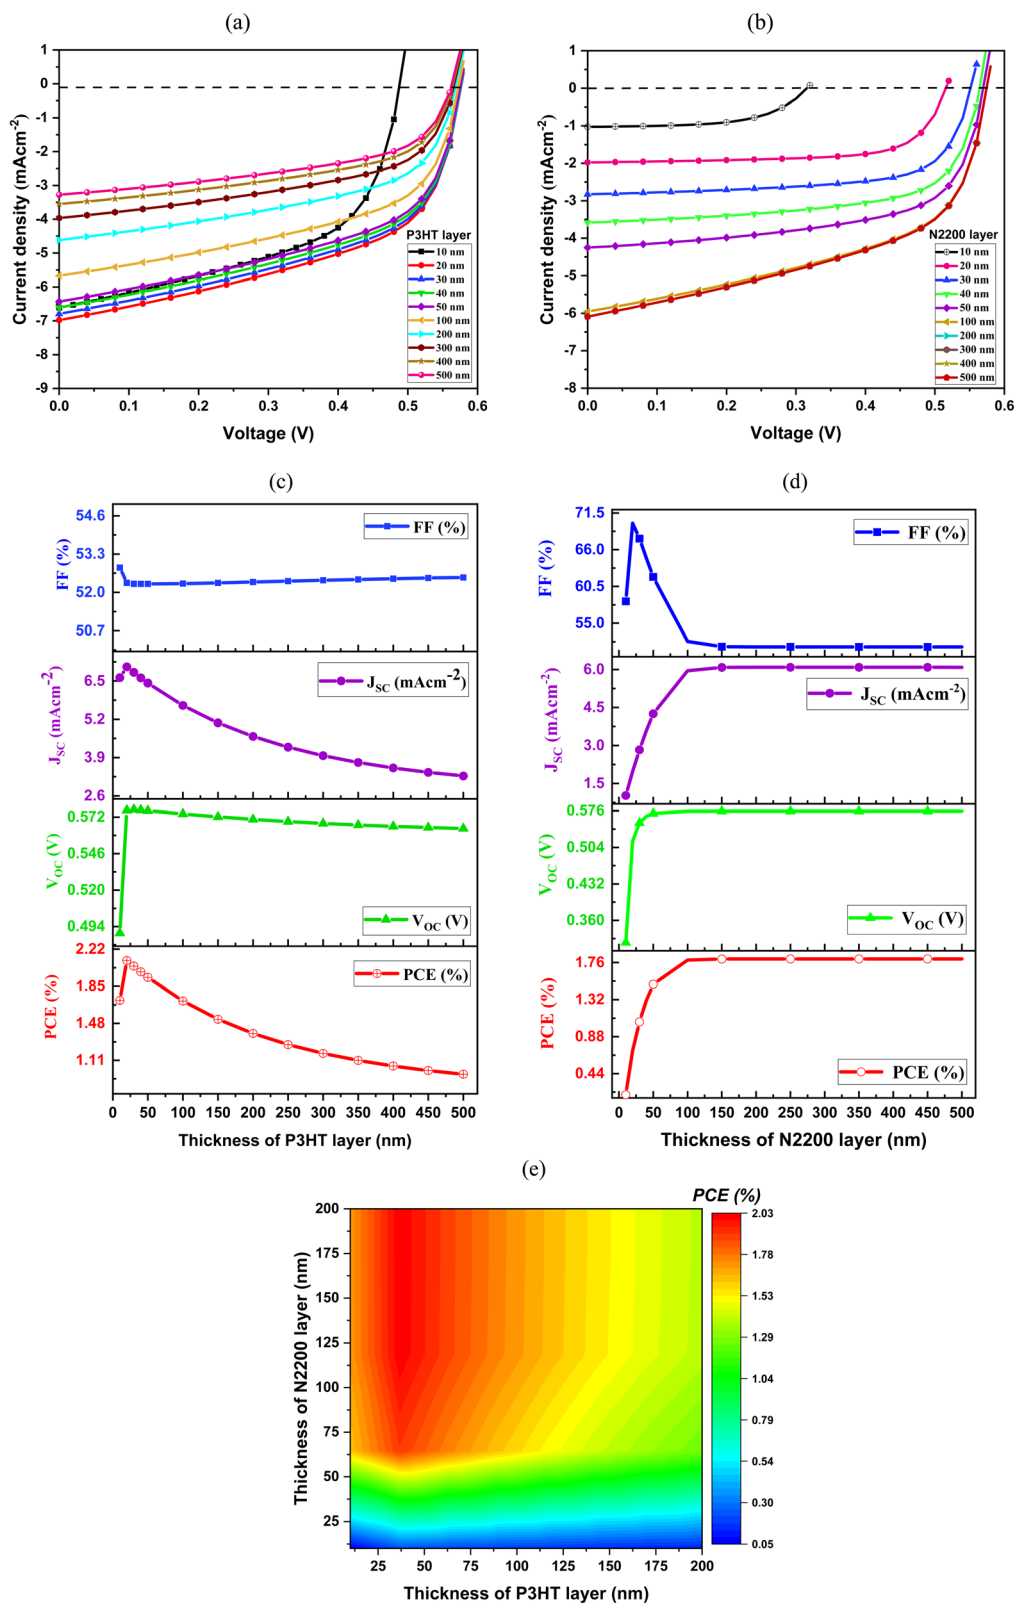 (a)
Current density (mAcm-2)
1
0
-1
-2
-3
-4
-5
-6
-7
-8
-9
P3HT layer
10 nm
20 nm
30 nm
40 nm
50 nm
100 nm
200 nm
300 nm
400 nm
500 nm
0.0 0.1 0.2 0.3 0.4 0.5 0.6
Voltage (V)
(b)
Current density (mAcm-2)
1
0
-1
-2
-3
-4
-5
-6
-7
-8
N2200 layer
10 nm
20 nm
30 nm
40 nm
50 nm
100 nm
200 nm
300 nm
400 nm
500 nm
0.0 0.1 0.2 0.3 0.4 0.5 0.6
Voltage (V)
(c)
FF (%)
54.6
53.3
52.0
50.7
FF (%)
JSC (mAcm-2)
6.5
5.2
3.9
2.6
JSC (mAcm-2)
VOC (V)
0.572
0.546
0.520
0.494
VOC (V)
PCE (%)
2.22
1.85
1.48
1.11
PCE (%)
0 50 100 150 200 250 300 350 400 450 500
Thickness of P3HT layer (nm)
(d)
FF (%)
71.5
66.0
60.5
55.0
FF (%)
JSC (mAcm-2)
6.0
4.5
3.0
1.5
JSC (mAcm-2)
VOC (V)
0.576
0.504
0.432
0.360
VOC (V)
PCE (%)
1.76
1.32
0.88
0.44
PCE (%)
0 50 100 150 200 250 300 350 400 450 500
Thickness of N2200 layer (nm)
(e)
PCE (%)
Thickness of N2200 layer (nm)
200
175
150
125
100
75
50
25
2.03
1.78
1.53
1.29
1.04
0.79
0.54
0.30
0.05
25 50 75 100 125 150 175 200
Thickness of P3HT layer (nm)